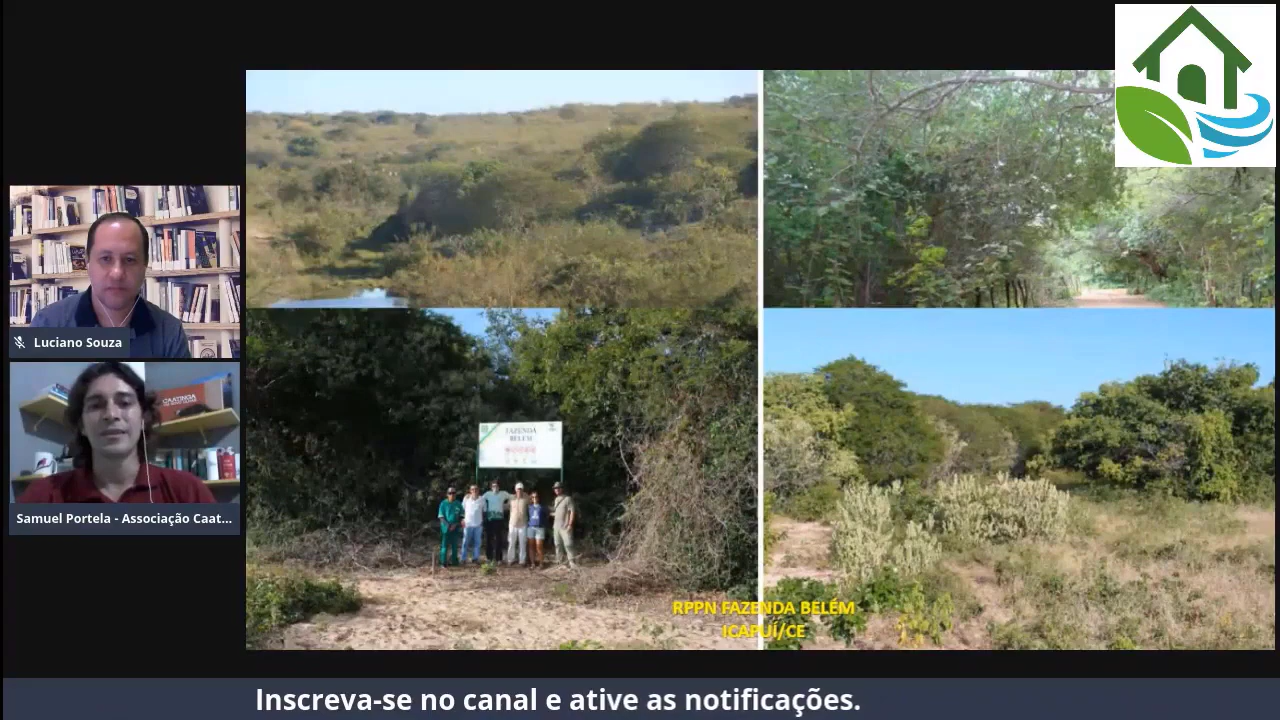 Luciano Souza
CAATINGA
Samuel Portela - Associação Caat...
FAZENDA
BELÉM
RPPN FAZENDA BELÉM
ICAPUÍ/CE
Inscreva-se no canal e ative as notificações.